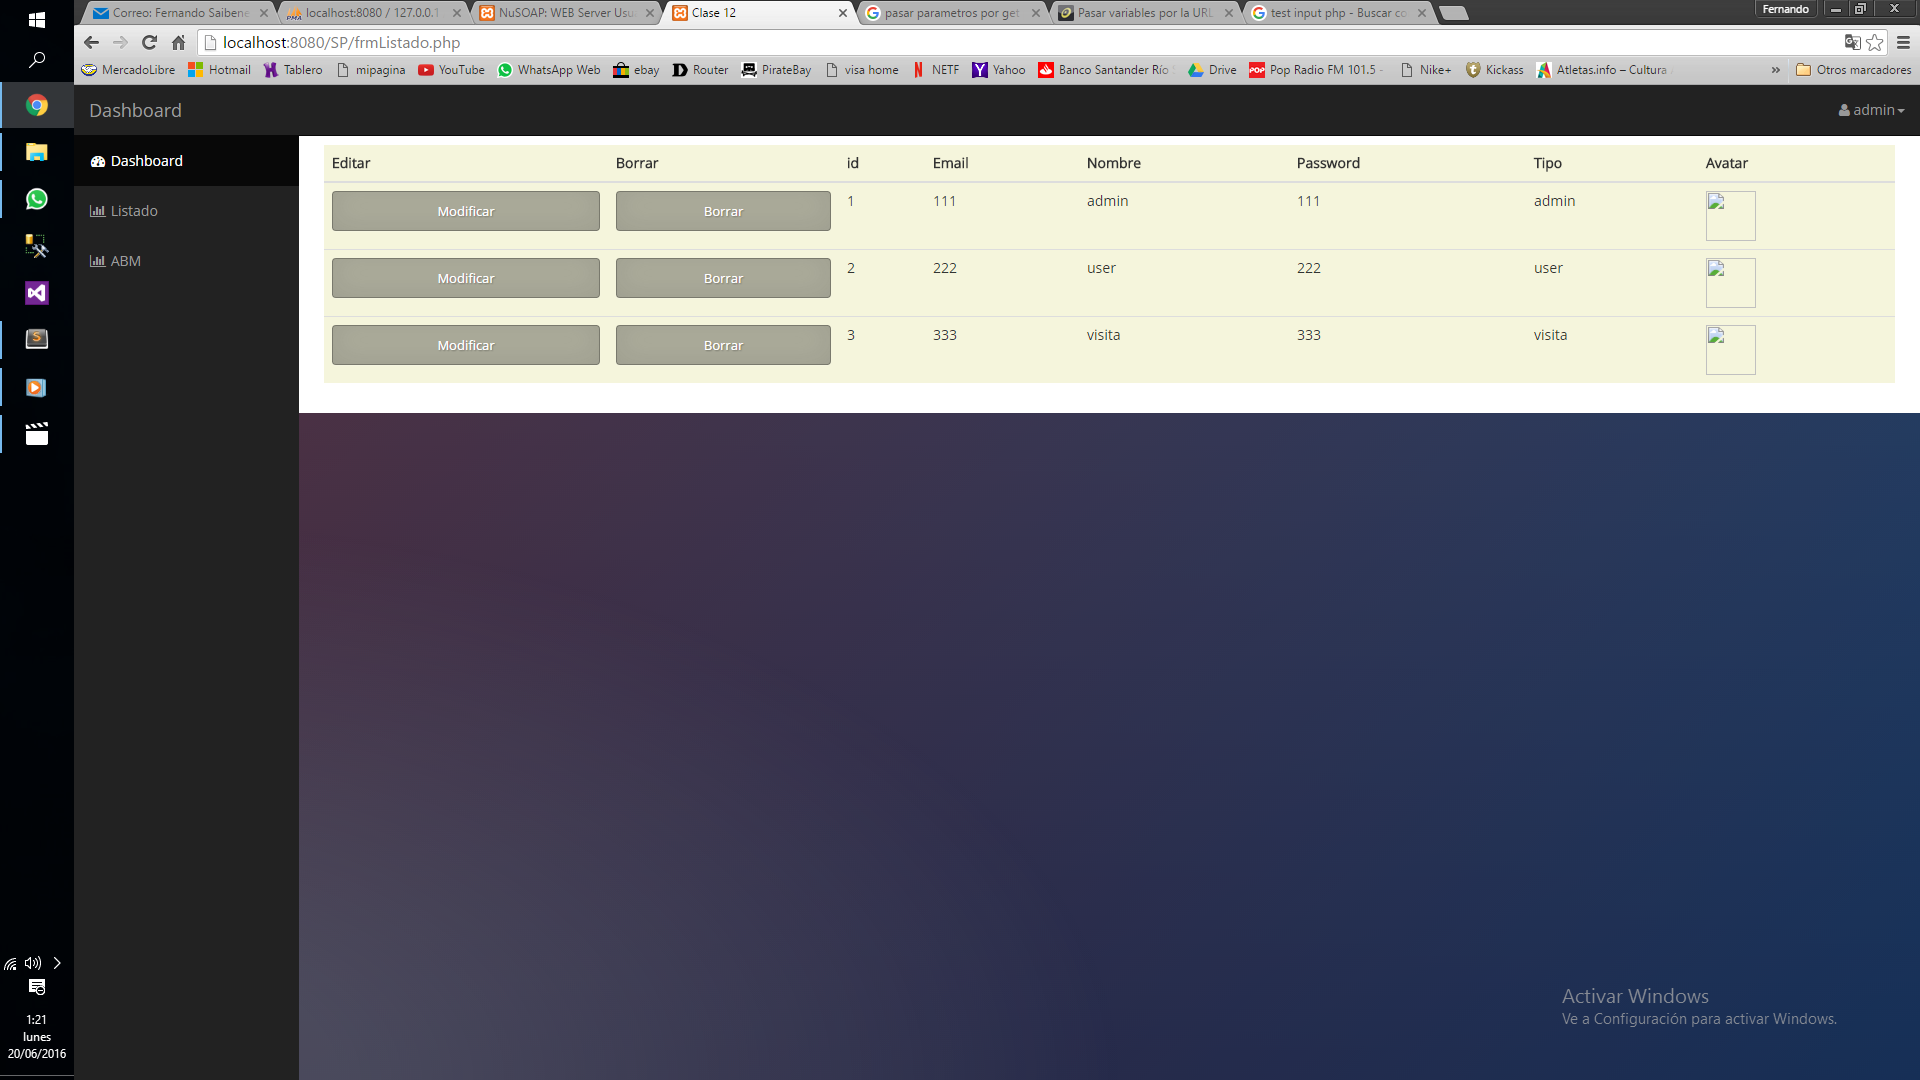 Correo: Fernando Saibene
localhost:8080 / 127.0.0.1
NuSOAP: WEB Server Usu
Clase 12
pasar parametros por get
Pasar variables por la URL
test input php - Buscar co
Fernando
localhost:8080/SP/frmListado.php
MercadoLibre
Hotmail
Tablero
mipagina
YouTube
WhatsApp Web
ebay
Router
PirateBay
visa home
NETF
Yahoo
Banco Santander Río
Drive
Pop Radio FM 101.5 -
Nike+
Kickass
Atletas.info – Cultura
»
Otros marcadores
Dashboard
admin
Dashboard
Listado
ABM
Editar Borrar id Email Nombre Password Tipo Avatar
Modificar Borrar 1 111 admin 111 admin
Modificar Borrar 2 222 user 222 user
Modificar Borrar 3 333 visita 333 visita
Activar Windows
Ve a Configuración para activar Windows.
1:21
lunes
20/06/2016